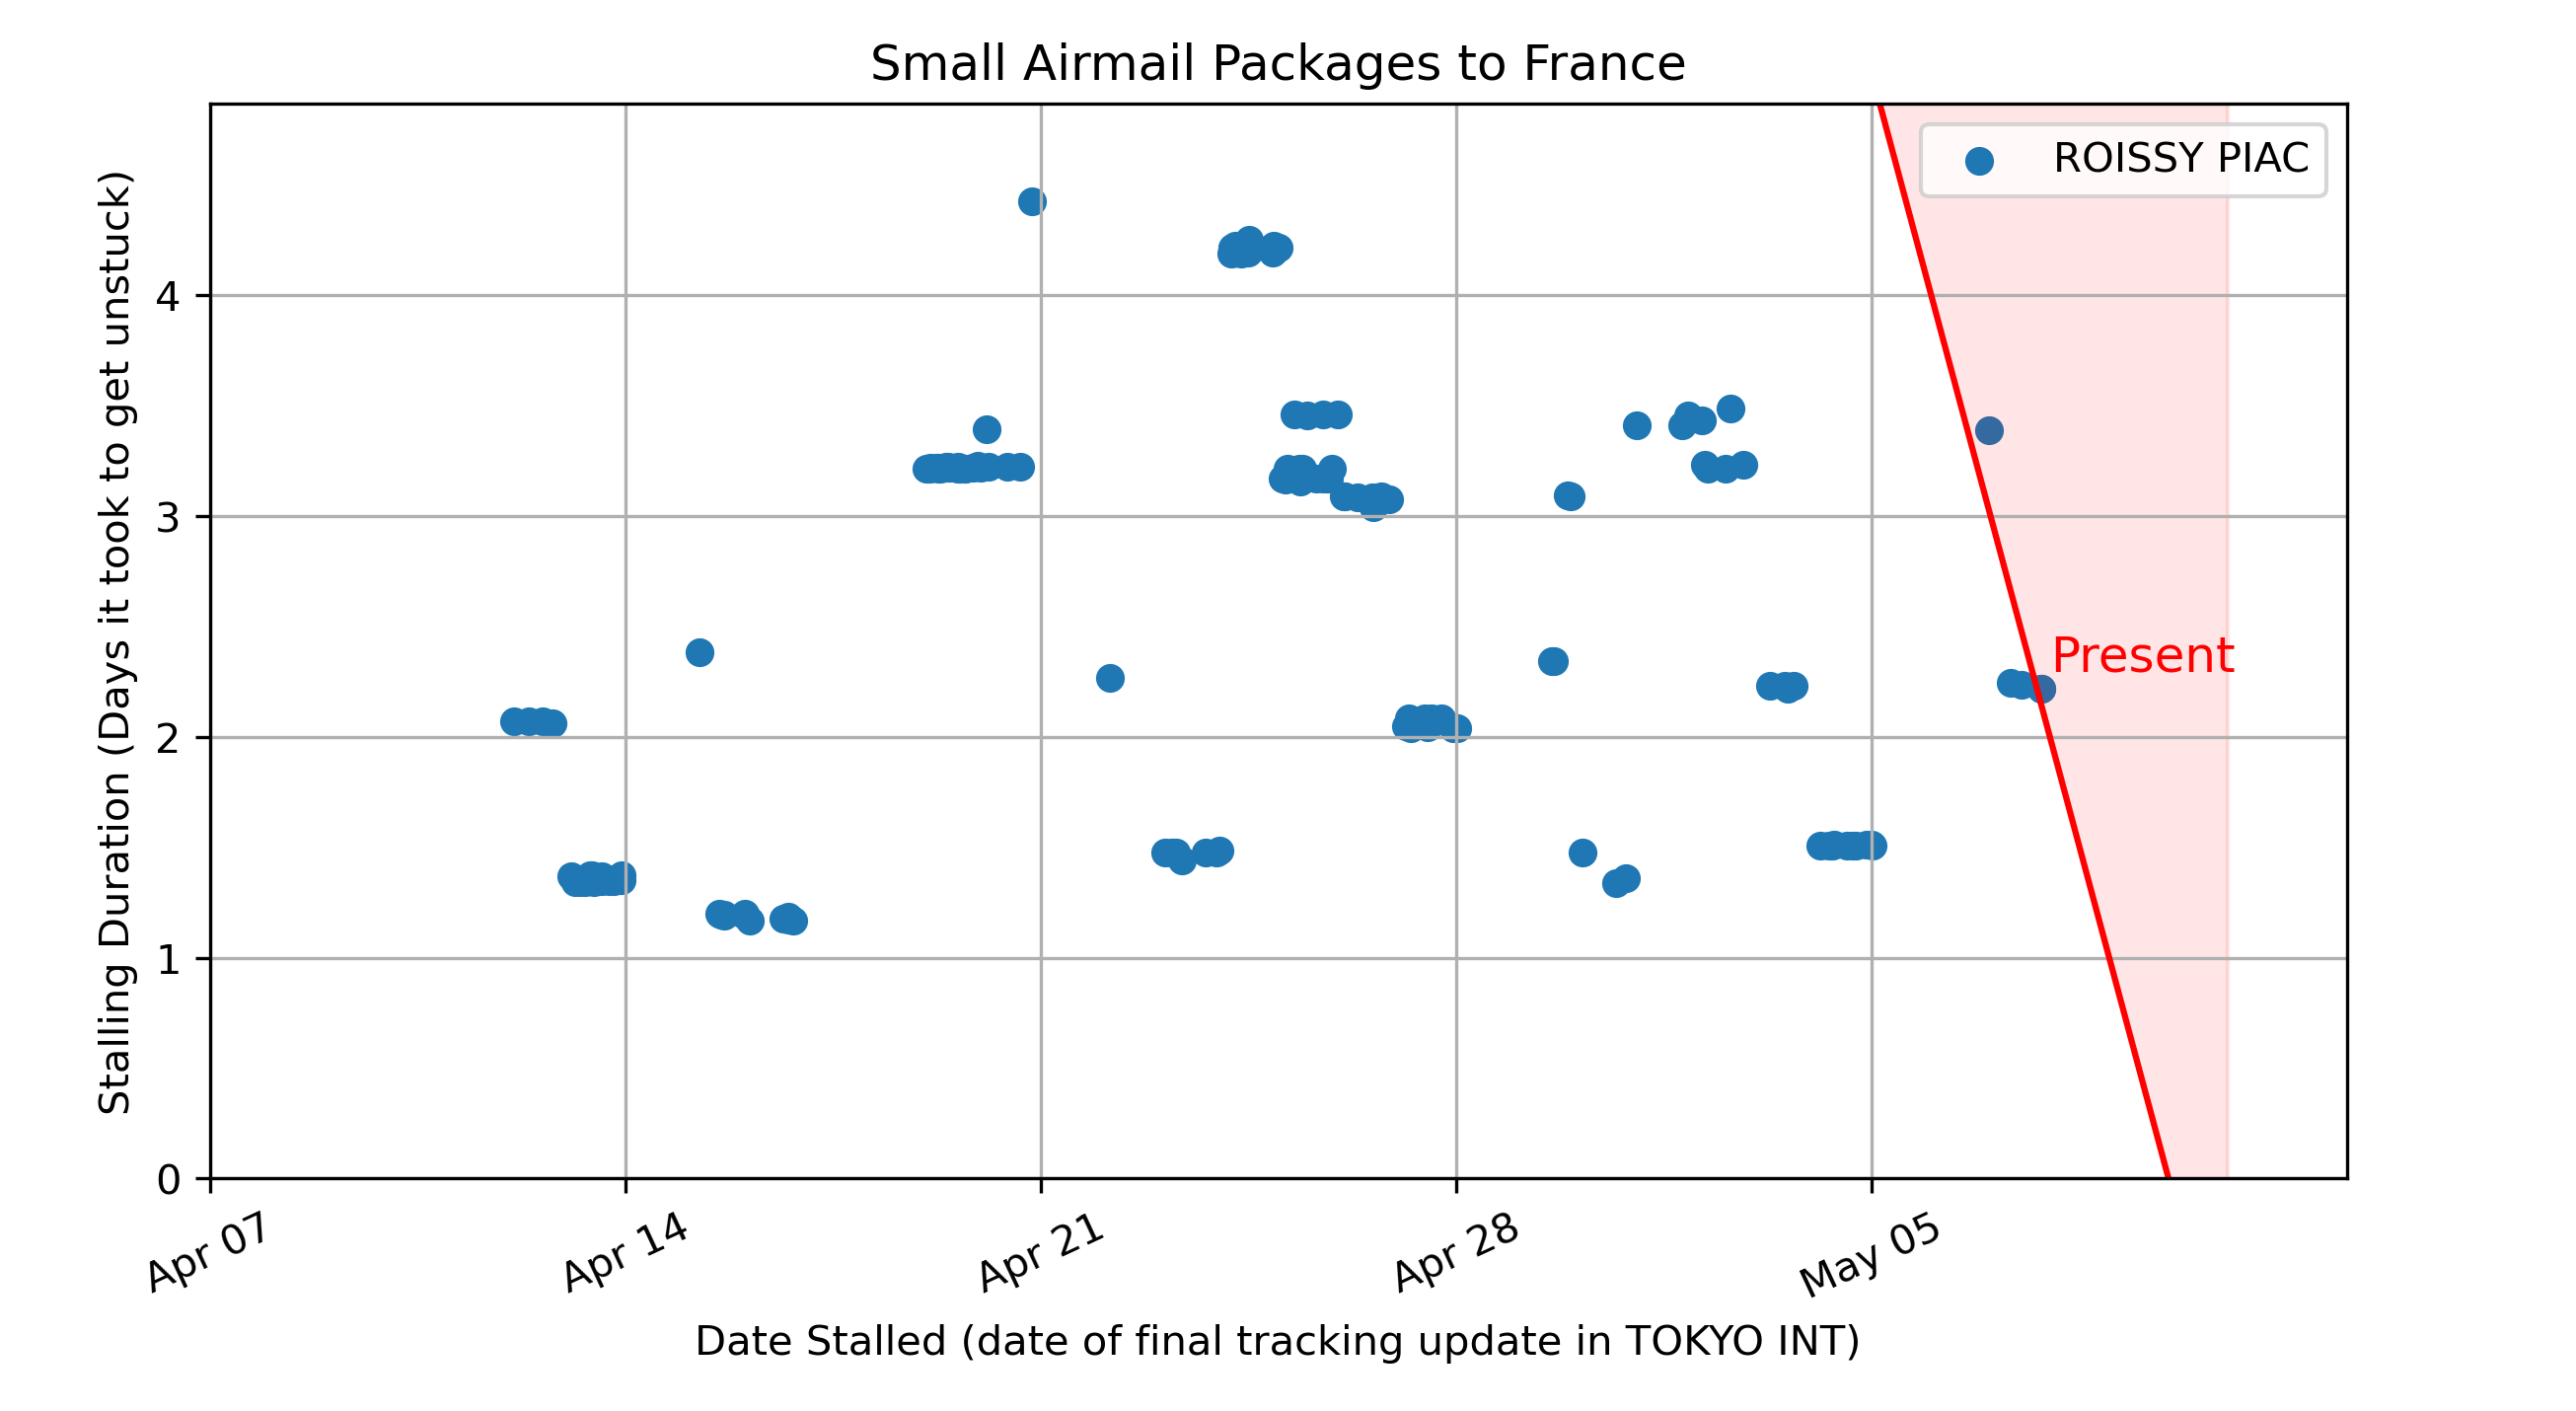 Small Airmail Packages to France
ROISSY PIAC
Stalling Duration (Days it took to get unstuck)
4
3
2
1
0
Present
Apr 07
Apr 14
Apr 21
Apr 28
May 05
Date Stalled (date of final tracking update in TOKYO INT)